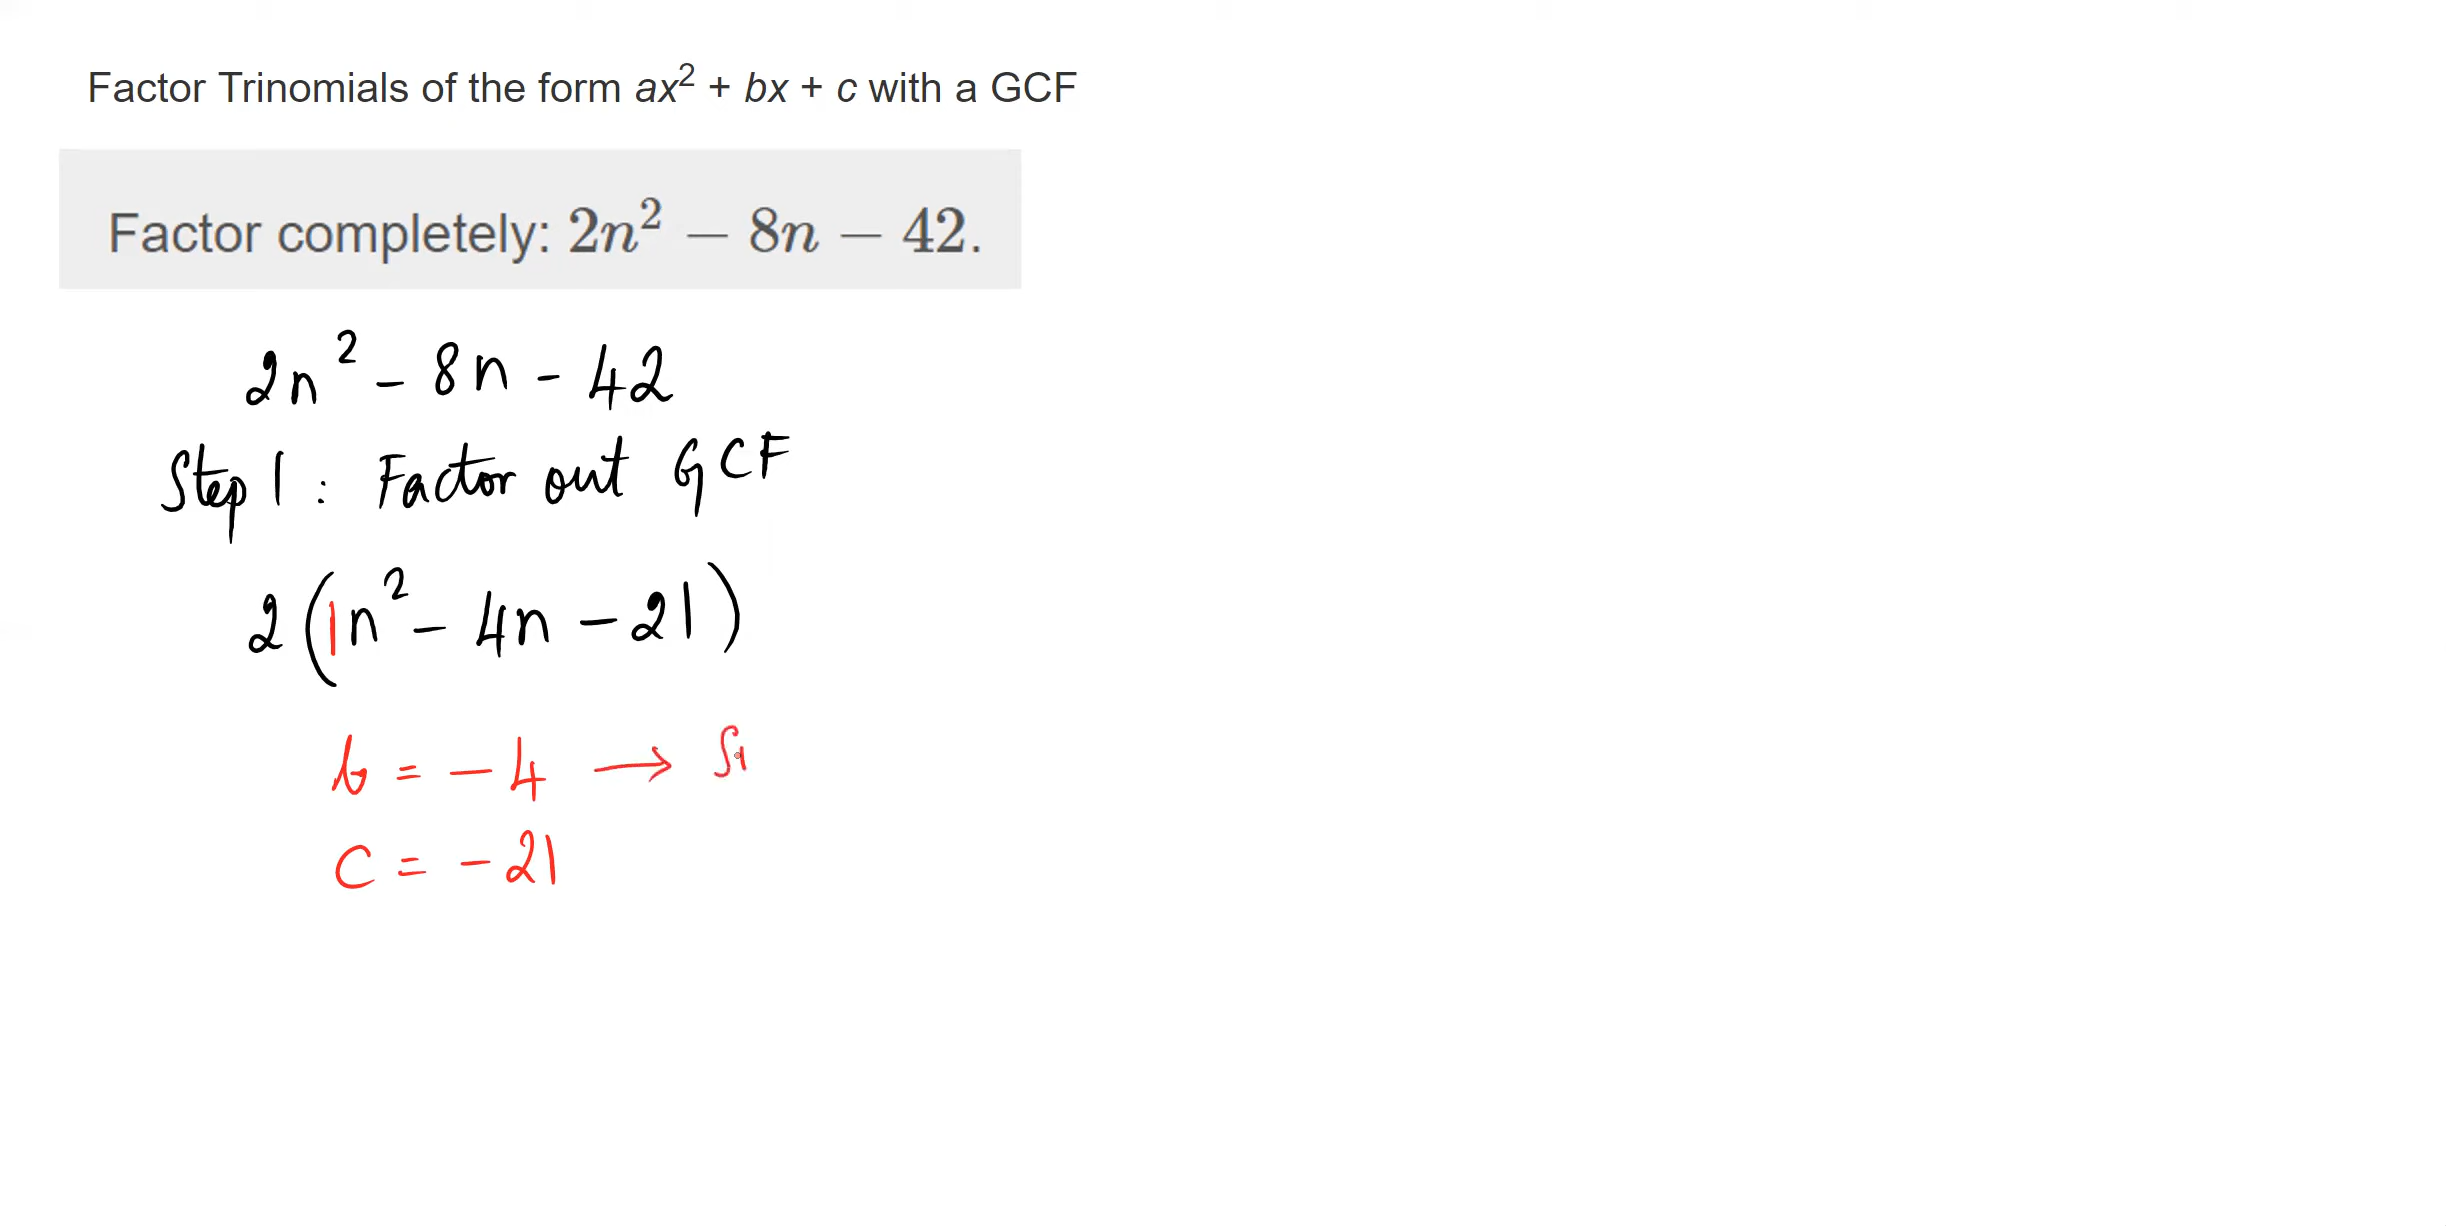 Factor Trinomials of the form ax² + bx + c with a GCF
Factor completely: 2n² − 8n − 42.
2n² - 8n - 42
Step 1 : Factor out GCF
2(1n² - 4n - 21)
b = -4 →
c = -21